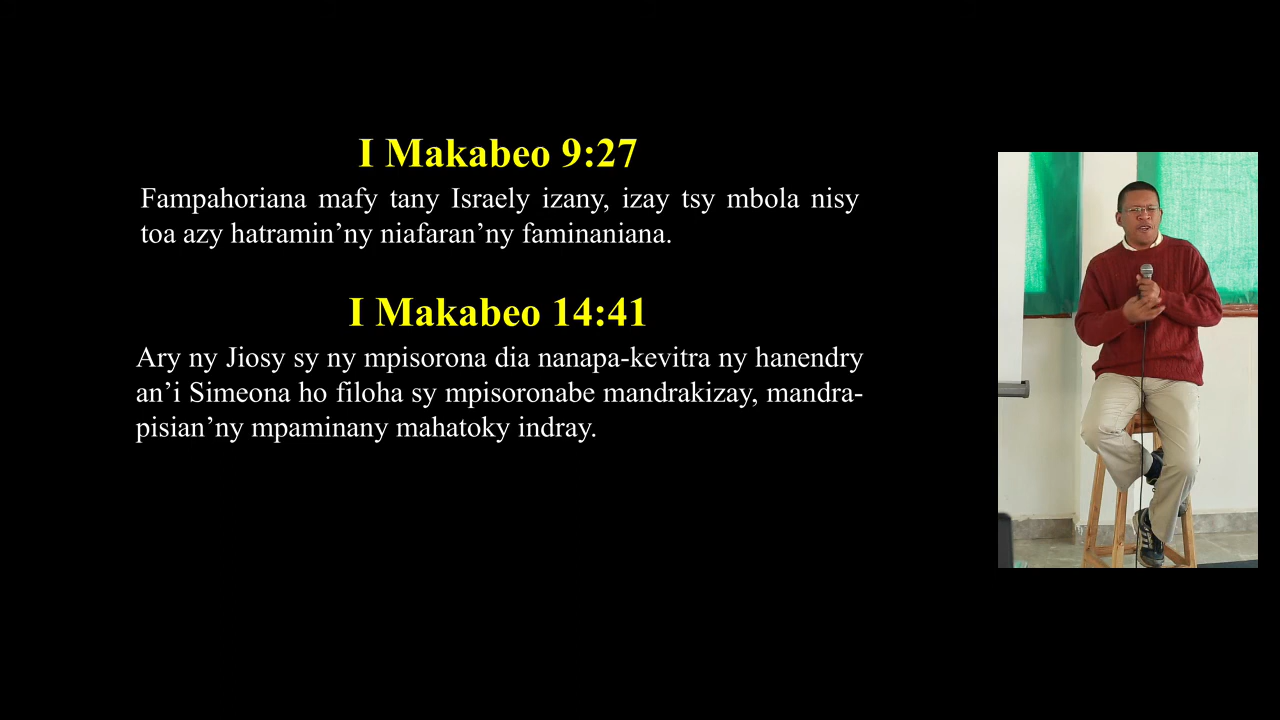 I Makabeo 9:27
Fampahoriana mafy tany Israely izany, izay tsy mbola nisy
toa azy hatramin’ny niafaran’ny faminaniana.
I Makabeo 14:41
Ary ny Jiosy sy ny mpisorona dia nanapa-kevitra ny hanendry
an’i Simeona ho filoha sy mpisoronabe mandrakizay, mandra-
pisian’ny mpaminany mahatoky indray.